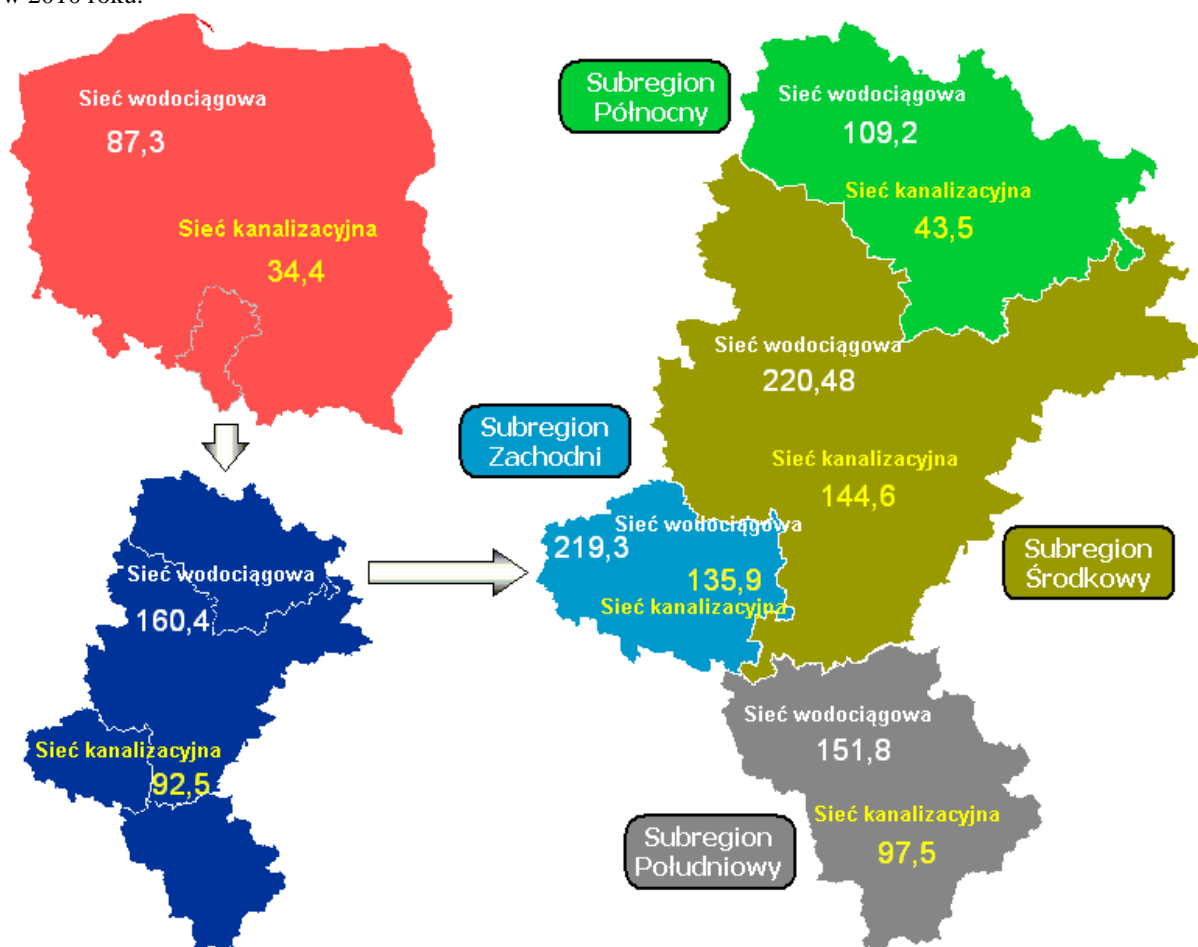 w 2016 roku.
Sieć wodociągowa
87,3
Sieć kanalizacyjna
34,4
Sieć wodociągowa
160,4
Sieć kanalizacyjna
92,5
Subregion
Północny
Sieć wodociągowa
109,2
Sieć kanalizacyjna
43,5
Sieć wodociągowa
220,48
Sieć kanalizacyjna
144,6
Subregion
Środkowy
Subregion
Zachodni
Sieć wodociągowa
219,3
135,9
Sieć kanalizacyjna
Sieć wodociągowa
151,8
Sieć kanalizacyjna
97,5
Subregion
Południowy